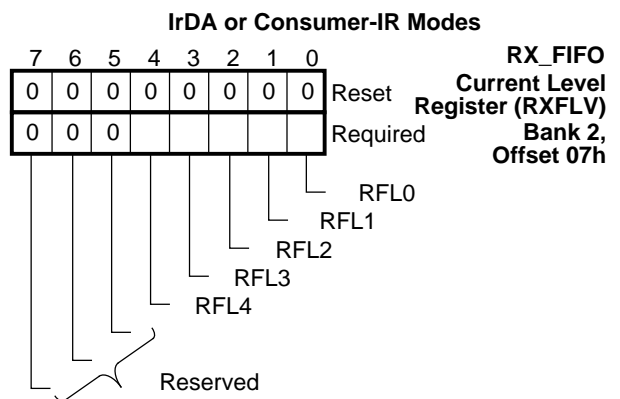 IrDA or Consumer-IR Modes
7 6 5 4 3 2 1 0
RX_FIFO
Current Level
Register (RXFLV)
Bank 2,
Offset 07h
0 0 0 0 0 0 0 0 Reset
0 0 0 Required
RFL0
RFL1
RFL2
RFL3
RFL4
Reserved